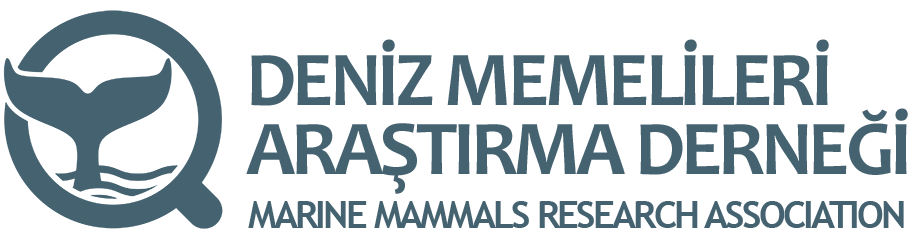 DENİZ MEMELİLERİ
ARAŞTIRMA DERNEĞİ
MARINE MAMMALS RESEARCH ASSOCIATION